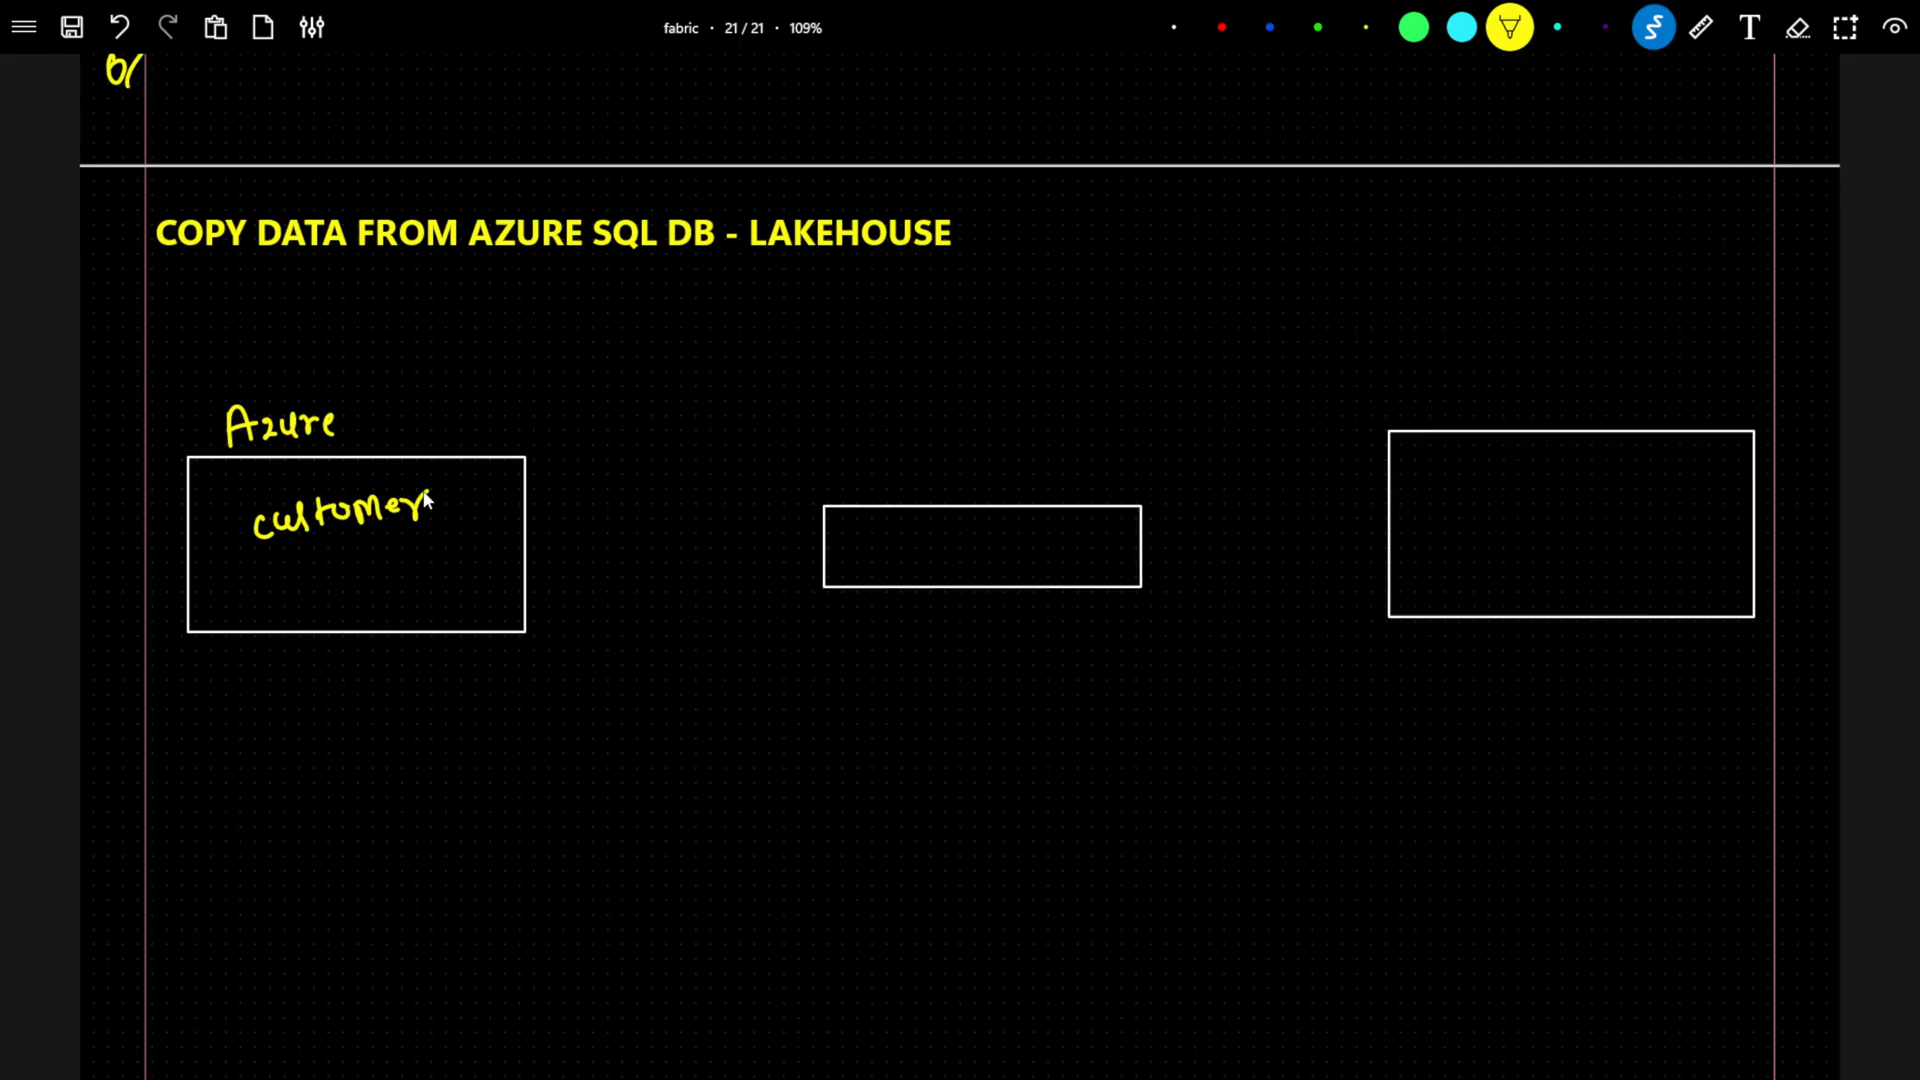 fabric · 21 / 21 · 109%
COPY DATA FROM AZURE SQL DB - LAKEHOUSE
Azure
customer